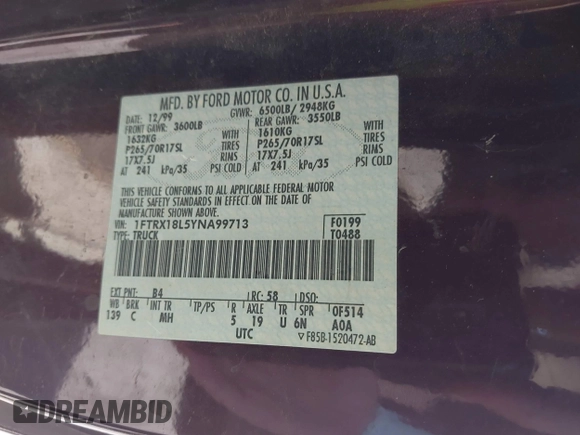 MFD. BY FORD MOTOR CO. IN U.S.A.
DATE: 12/99 GVWR: 6500LB/ 2948KG
FRONT GAWR: 3600LB REAR GAWR: 3550LB
1632KG WITH 1610KG WITH
P265/70R17SL TIRES P265/70R17SL TIRES
17X7.5J RIMS 17X7.5J RIMS
AT 241 kPa/35 PSI COLD AT 241 kPa/35 PSI COLD
THIS VEHICLE CONFORMS TO ALL APPLICABLE FEDERAL MOTOR
VEHICLE SAFETY STANDARDS IN EFFECT ON THE DATE OF
MANUFACTURE SHOWN ABOVE.
VIN: 1FTRX18L5YNA99713 F0199
TYPE: TRUCK T0488
EXT PNT: B4 RC: 58 DSO:
WB BRK INT TR TP/PS R AXLE TR SPR 0F514
139 C MH 5 19 U 6N A0A
UTC ▽F85B-1520472-AB
DREAMBID